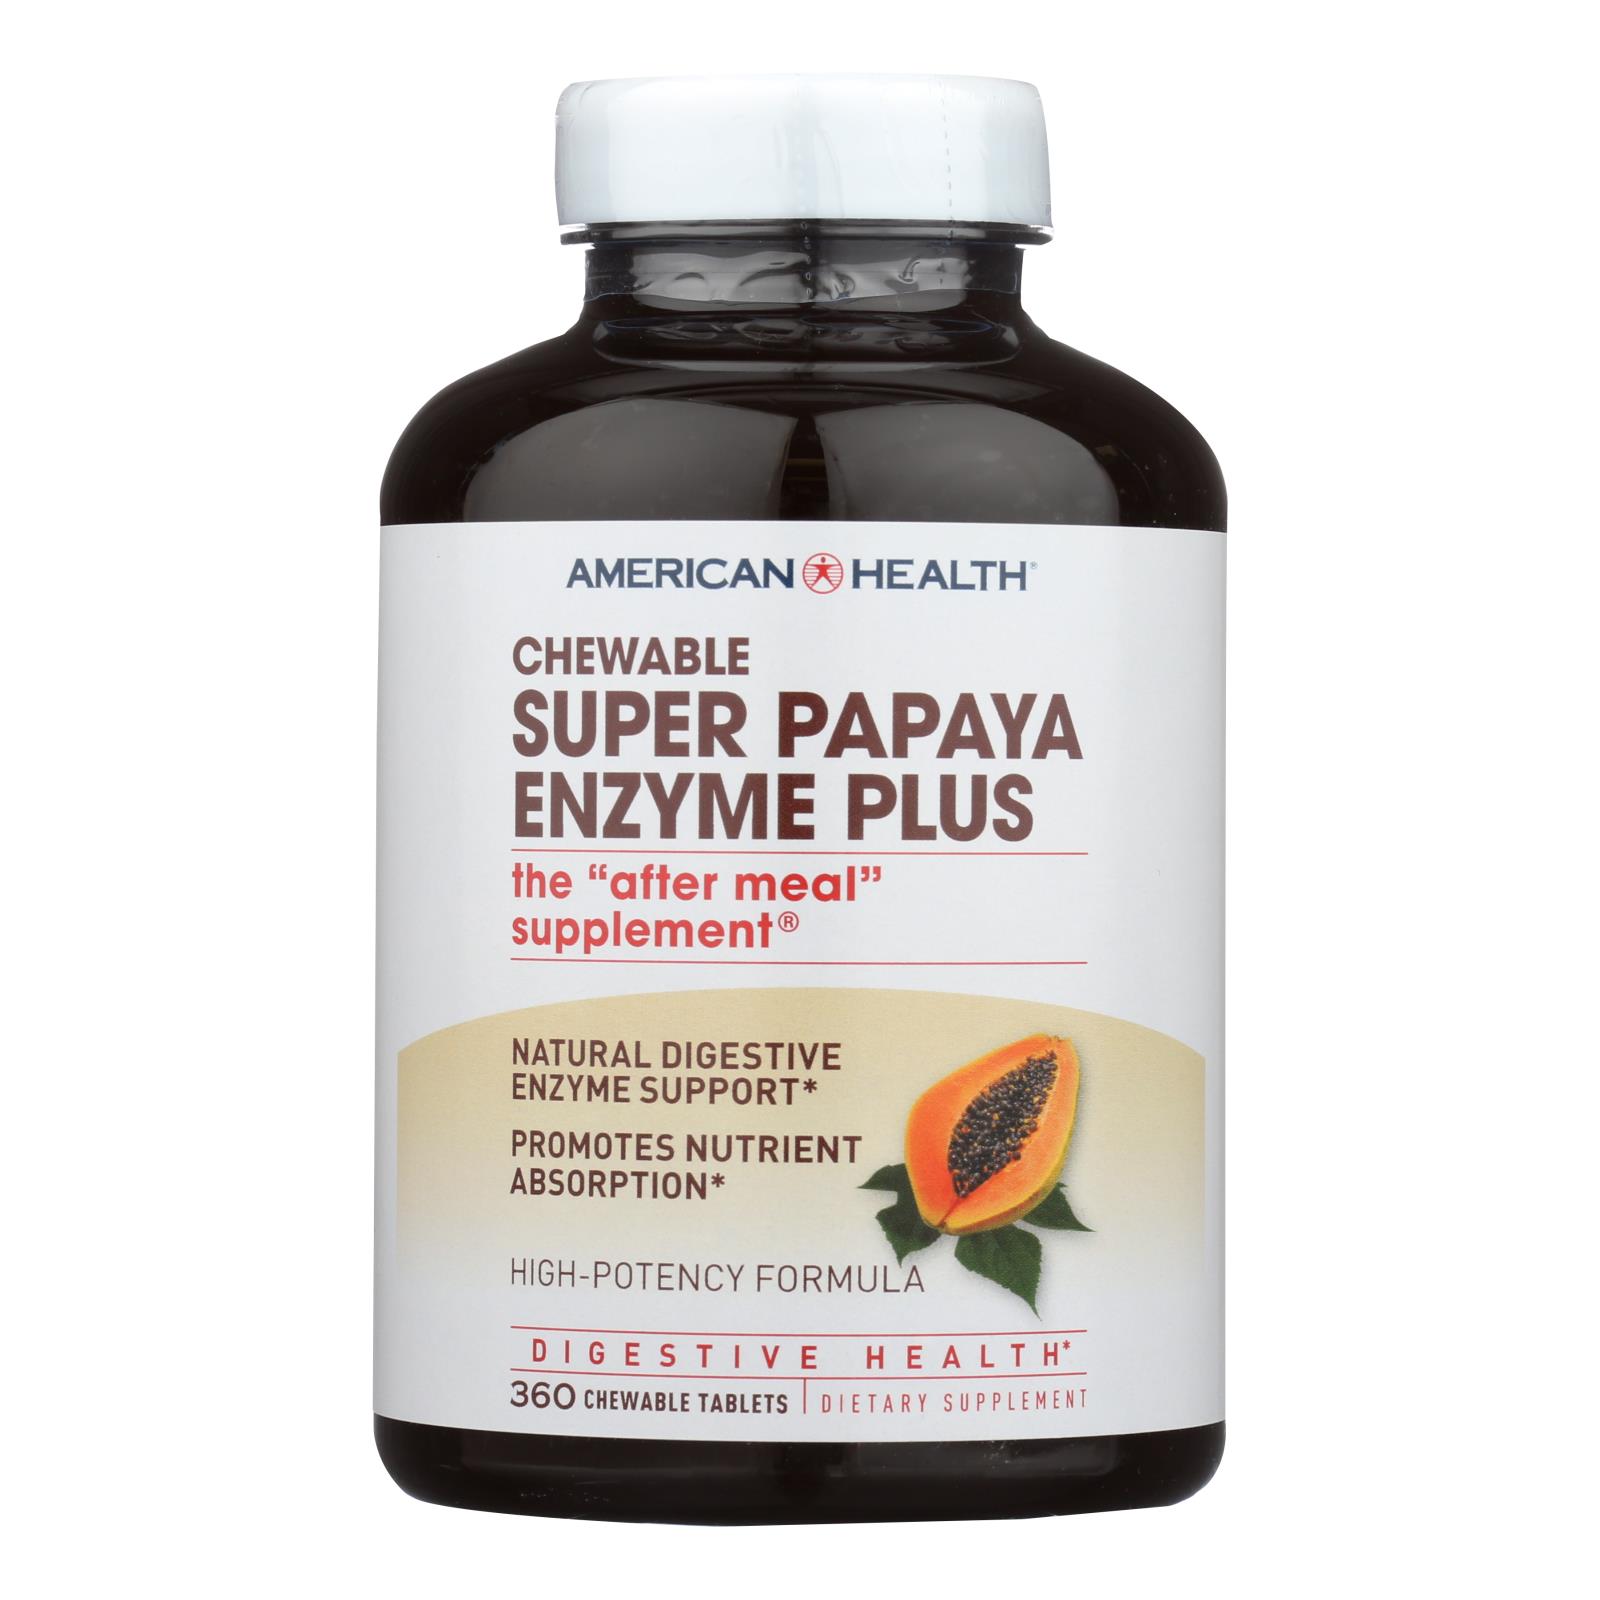 AMERICAN HEALTH®
CHEWABLE
SUPER PAPAYA
ENZYME PLUS
the “after meal”
supplement®
NATURAL DIGESTIVE
ENZYME SUPPORT*
PROMOTES NUTRIENT
ABSORPTION*
HIGH-POTENCY FORMULA
DIGESTIVE HEALTH*
360 CHEWABLE TABLETS | DIETARY SUPPLEMENT